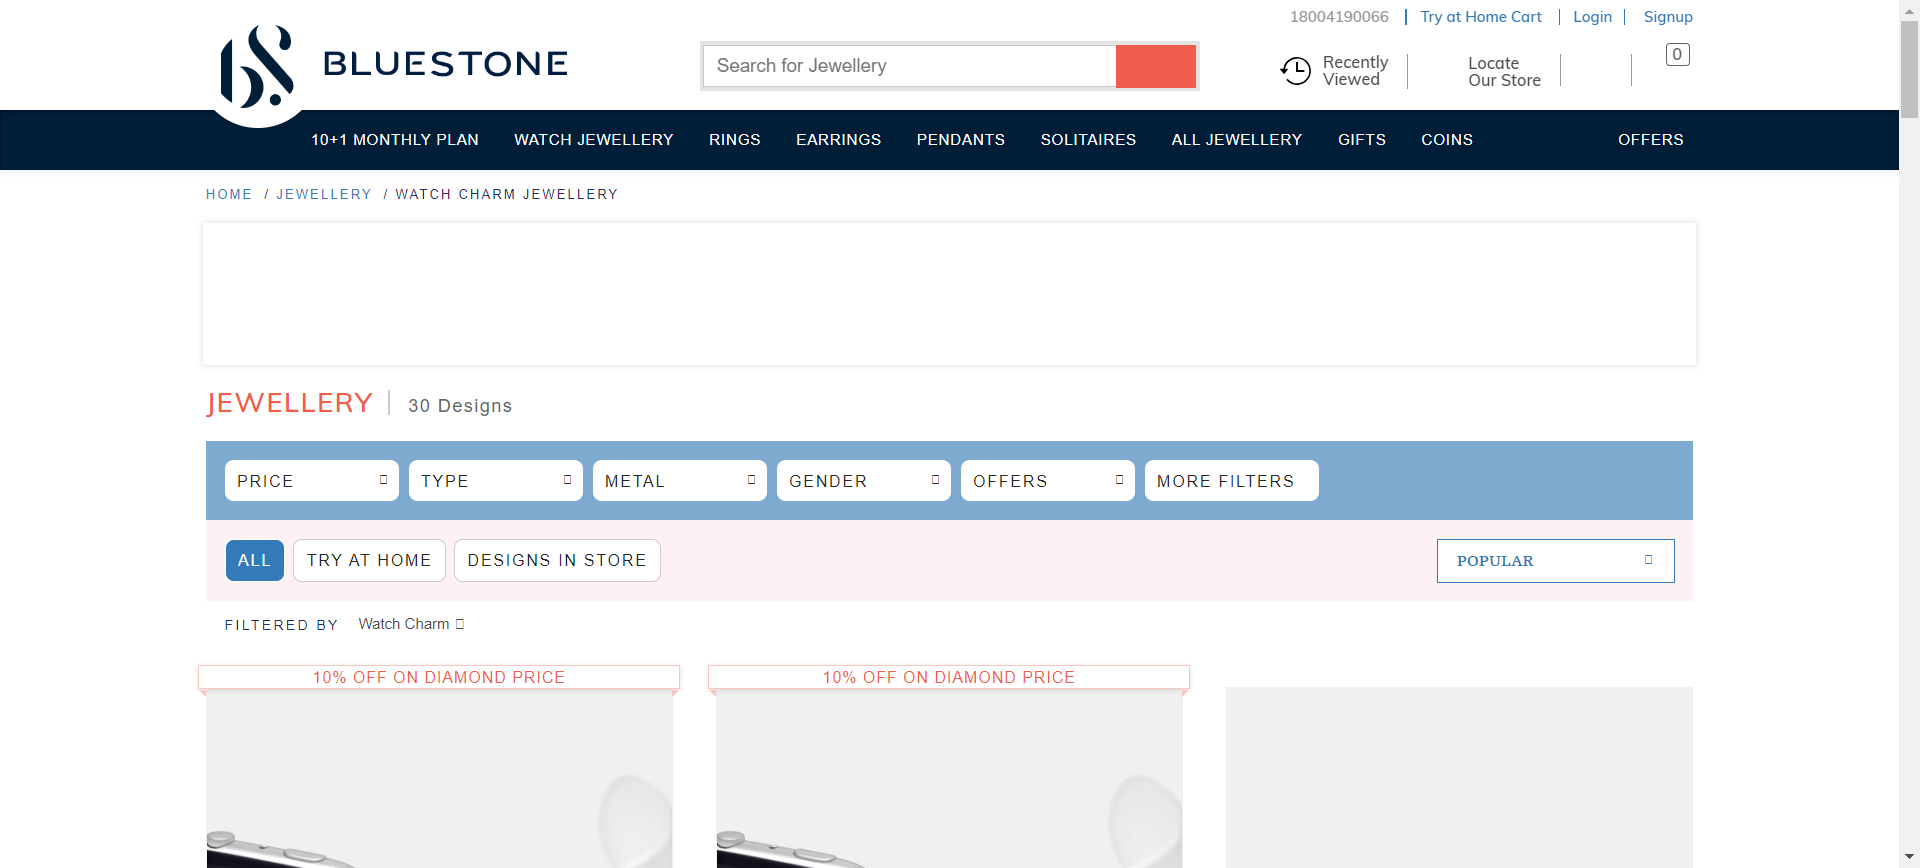 18004190066
Try at Home Cart
Login
Signup
BLUESTONE
Search for Jewellery
Recently
Viewed
Locate
Our Store
0
10+1 MONTHLY PLAN
WATCH JEWELLERY
RINGS
EARRINGS
PENDANTS
SOLITAIRES
ALL JEWELLERY
GIFTS
COINS
OFFERS
HOME / JEWELLERY / WATCH CHARM JEWELLERY
JEWELLERY
30 Designs
PRICE
TYPE
METAL
GENDER
OFFERS
MORE FILTERS
ALL
TRY AT HOME
DESIGNS IN STORE
POPULAR
FILTERED BY
Watch Charm
10% OFF ON DIAMOND PRICE
10% OFF ON DIAMOND PRICE